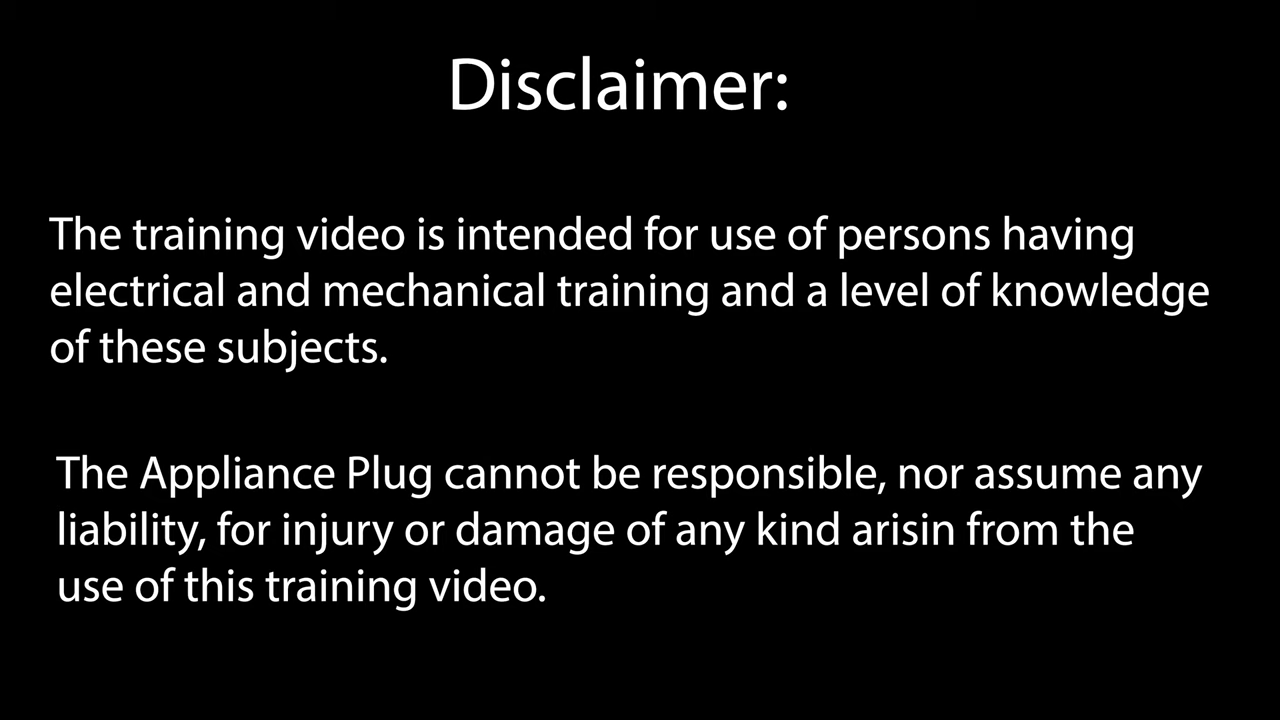 Disclaimer:
The training video is intended for use of persons having
electrical and mechanical training and a level of knowledge
of these subjects.
The Appliance Plug cannot be responsible, nor assume any
liability, for injury or damage of any kind arisin from the
use of this training video.